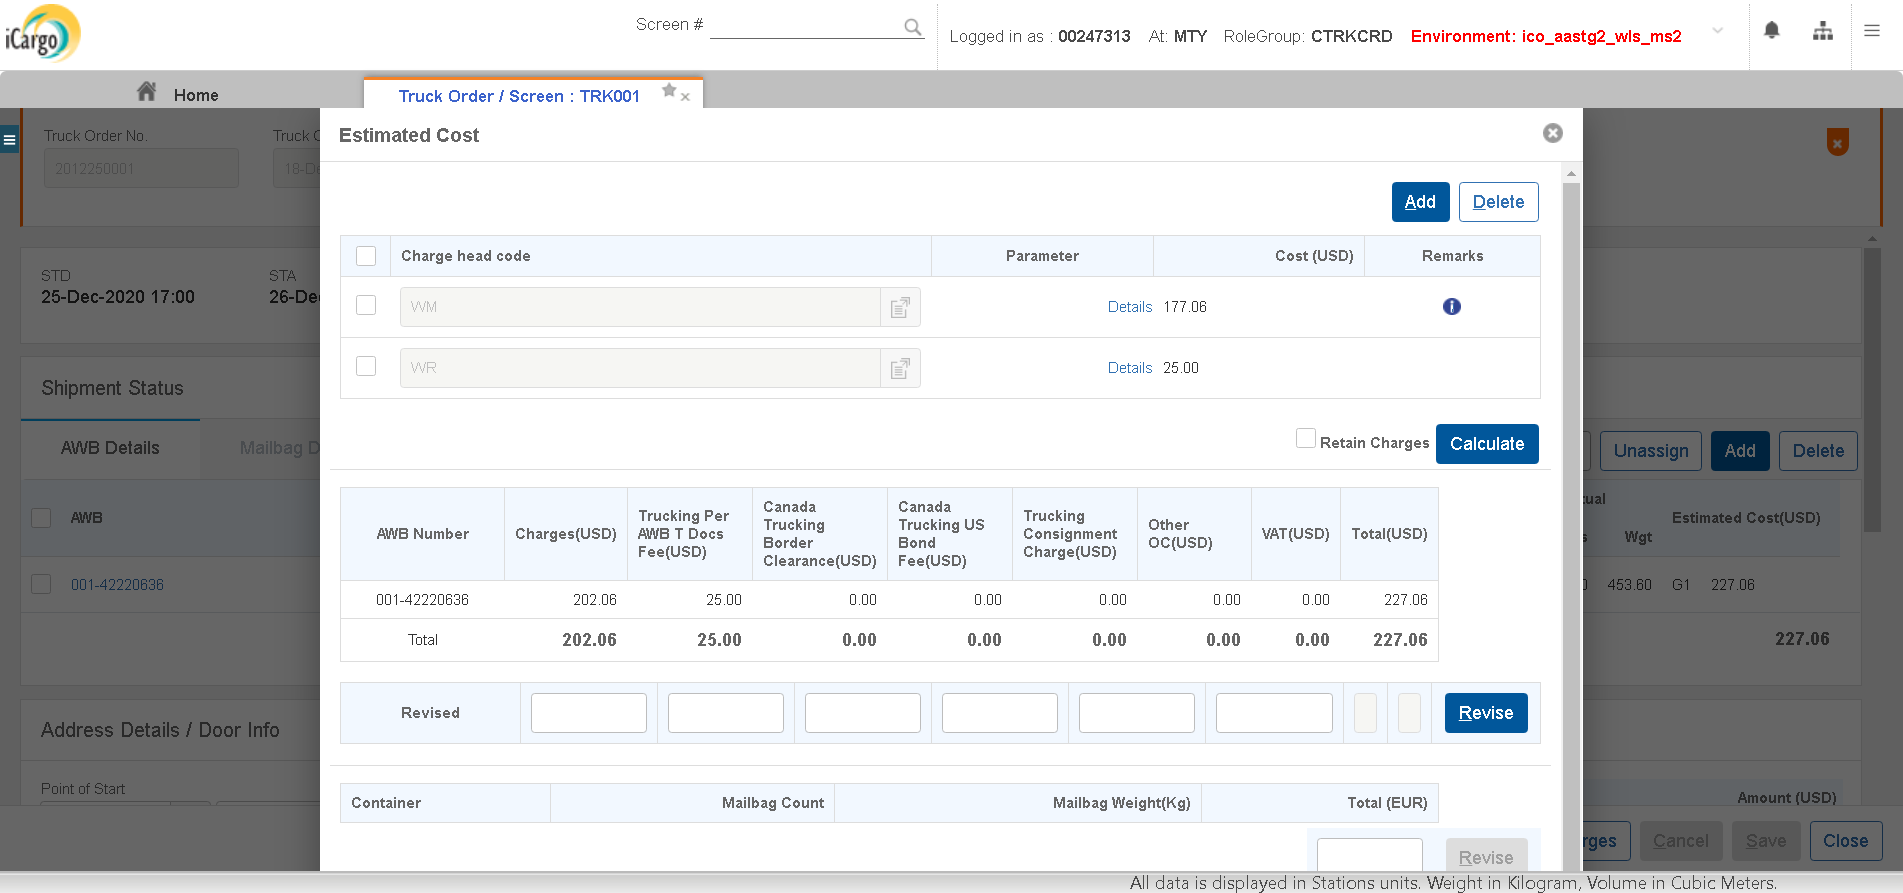 iCargo
Screen #
Logged in as : 00247313 At: MTY RoleGroup: CTRKCRD Environment: ico_aastg2_wls_ms2
Home
Truck Order / Screen : TRK001
Truck Order No.
Truck O
2012250001
18-De
Estimated Cost
Add
Delete
STD
STA
25-Dec-2020 17:00
26-Dec
Charge head code
Parameter
Cost (USD)
Remarks
WM
Details
177.06
WR
Details
25.00
Shipment Status
AWB Details
Mailbag D
Retain Charges
Calculate
Unassign
Add
Delete
AWB
AWB Number
Charges(USD)
Trucking Per
AWB T Docs
Fee(USD)
Canada
Trucking
Border
Clearance(USD)
Canada
Trucking US
Bond
Fee(USD)
Trucking
Consignment
Charge(USD)
Other
OC(USD)
VAT(USD)
Total(USD)
Estimated Cost(USD)
Wgt
001-42220636
001-42220636
202.06
25.00
0.00
0.00
0.00
0.00
0.00
227.06
453.60
G1
227.06
Total
202.06
25.00
0.00
0.00
0.00
0.00
0.00
227.06
227.06
Revised
Revise
Address Details / Door Info
Point of Start
Container
Mailbag Count
Mailbag Weight(Kg)
Total (EUR)
Amount (USD)
Revise
rges
Cancel
Save
Close
All data is displayed in Stations units. Weight in Kilogram, Volume in Cubic Meters.